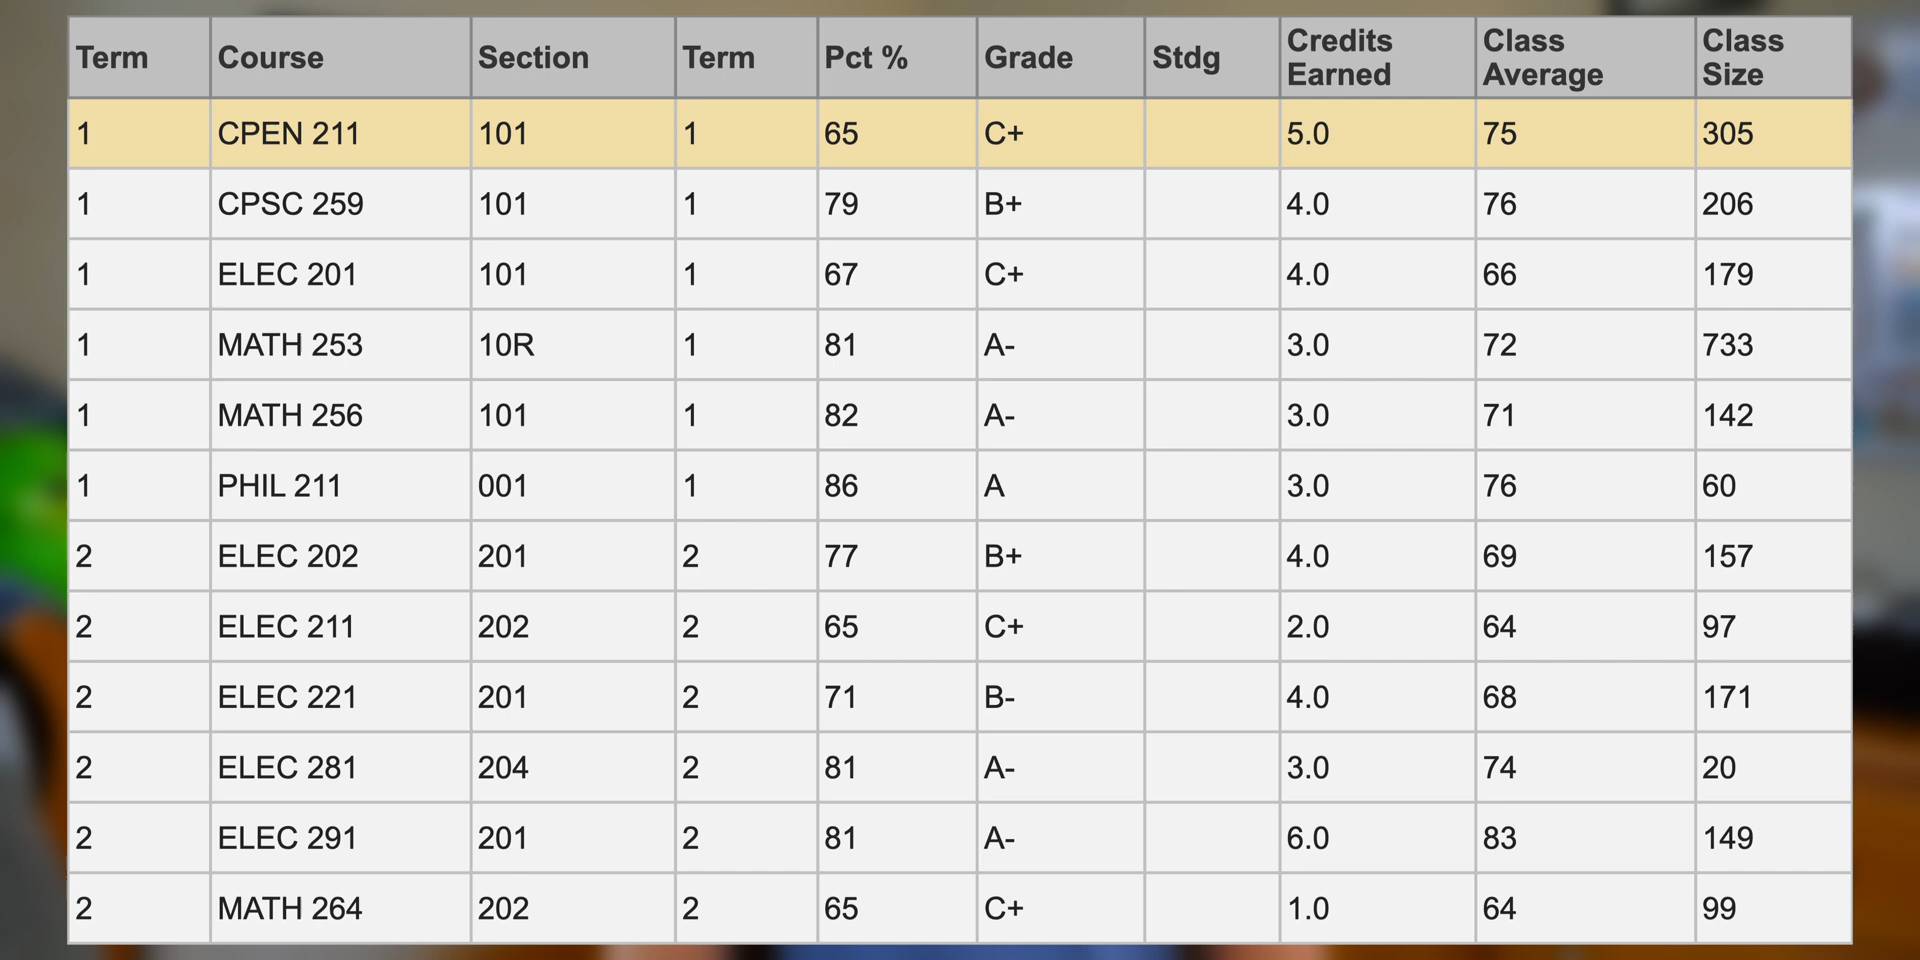 Term Course Section Term Pct % Grade Stdg Credits Earned Class Average Class Size
1 CPEN 211 101 1 65 C+ 5.0 75 305
1 CPSC 259 101 1 79 B+ 4.0 76 206
1 ELEC 201 101 1 67 C+ 4.0 66 179
1 MATH 253 10R 1 81 A- 3.0 72 733
1 MATH 256 101 1 82 A- 3.0 71 142
1 PHIL 211 001 1 86 A 3.0 76 60
2 ELEC 202 201 2 77 B+ 4.0 69 157
2 ELEC 211 202 2 65 C+ 2.0 64 97
2 ELEC 221 201 2 71 B- 4.0 68 171
2 ELEC 281 204 2 81 A- 3.0 74 20
2 ELEC 291 201 2 81 A- 6.0 83 149
2 MATH 264 202 2 65 C+ 1.0 64 99